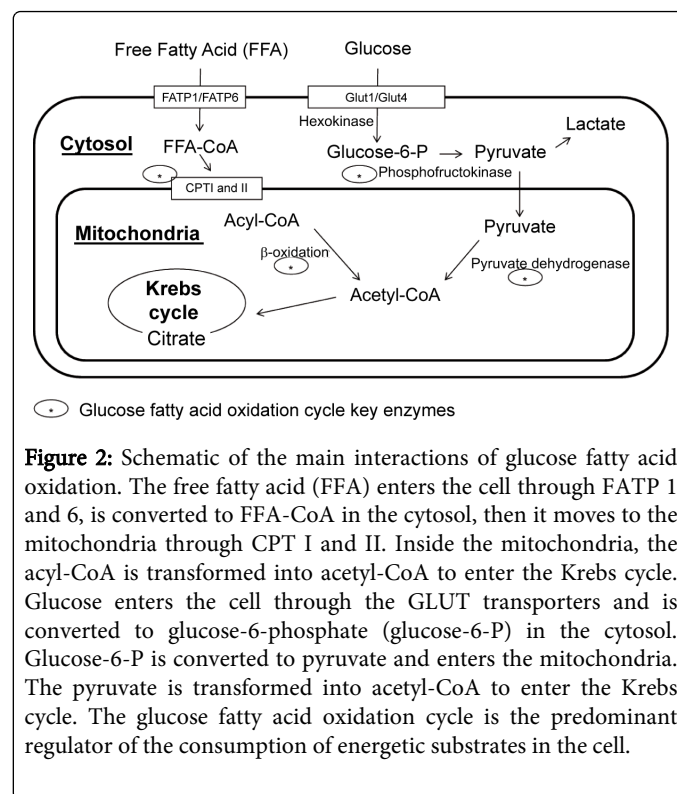 Free Fatty Acid (FFA)
Glucose
FATP1/FATP6
Glut1/Glut4
Hexokinase
Cytosol
FFA-CoA
Glucose-6-P
Pyruvate
Lactate
*
*
Phosphofructokinase
CPTI and II
Mitochondria
Acyl-CoA
Pyruvate
β-oxidation
*
Pyruvate dehydrogenase
*
Krebs
cycle
Citrate
Acetyl-CoA
* Glucose fatty acid oxidation cycle key enzymes
Figure 2: Schematic of the main interactions of glucose fatty acid
oxidation. The free fatty acid (FFA) enters the cell through FATP 1
and 6, is converted to FFA-CoA in the cytosol, then it moves to the
mitochondria through CPT I and II. Inside the mitochondria, the
acyl-CoA is transformed into acetyl-CoA to enter the Krebs cycle.
Glucose enters the cell through the GLUT transporters and is
converted to glucose-6-phosphate (glucose-6-P) in the cytosol.
Glucose-6-P is converted to pyruvate and enters the mitochondria.
The pyruvate is transformed into acetyl-CoA to enter the Krebs
cycle. The glucose fatty acid oxidation cycle is the predominant
regulator of the consumption of energetic substrates in the cell.